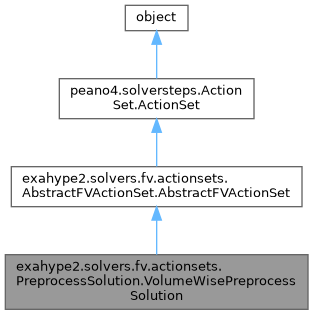 object
peano4.solversteps.Action
Set.ActionSet
exahype2.solvers.fv.actionsets.
AbstractFVActionSet.AbstractFVActionSet
exahype2.solvers.fv.actionsets.
PreprocessSolution.VolumeWisePreprocess
Solution